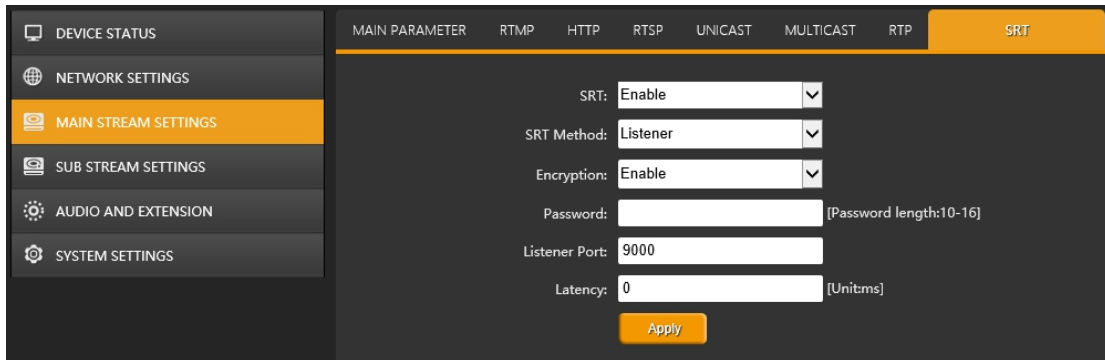 DEVICE STATUS
NETWORK SETTINGS
MAIN STREAM SETTINGS
SUB STREAM SETTINGS
AUDIO AND EXTENSION
SYSTEM SETTINGS
MAIN PARAMETER RTMP HTTP RTSP UNICAST MULTICAST RTP SRT
SRT: Enable
SRT Method: Listener
Encryption: Enable
Password: [Password length:10-16]
Listener Port: 9000
Latency: 0 [Unit:ms]
Apply